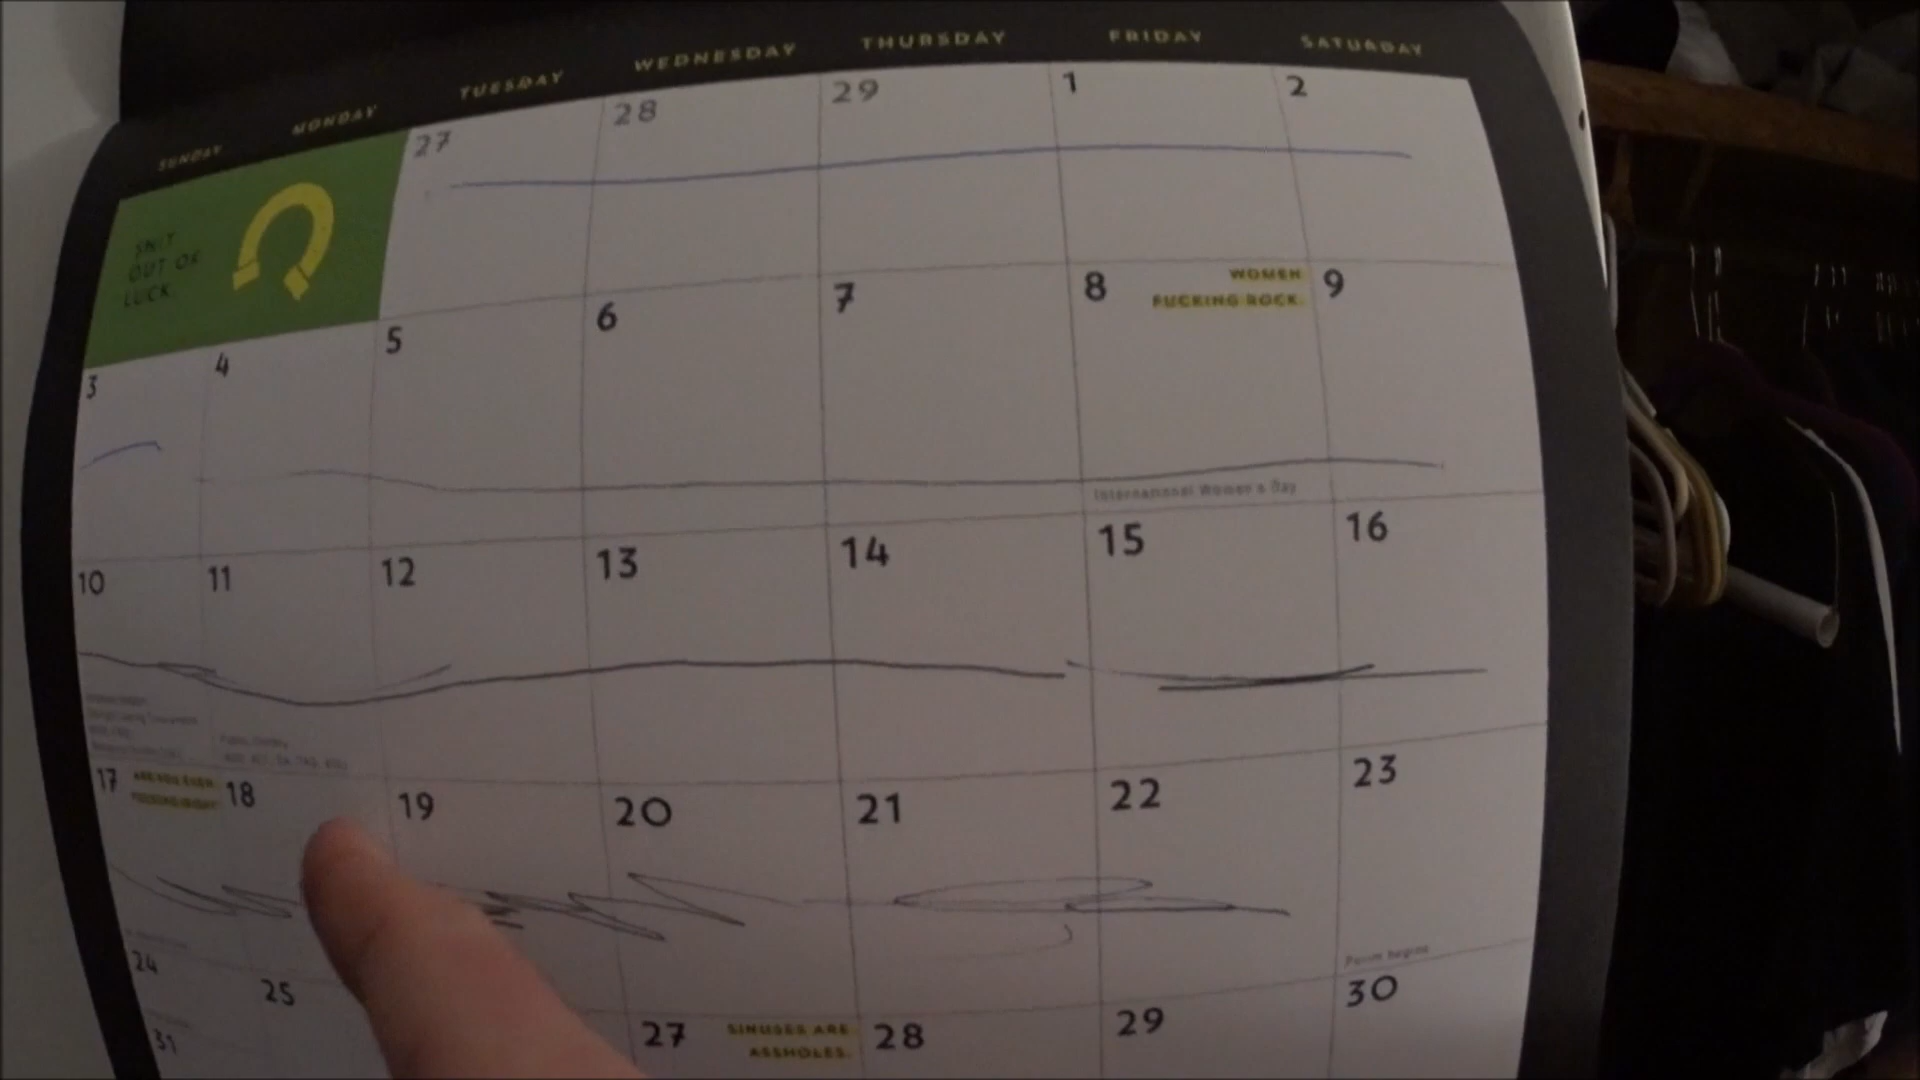 SUNDAY MONDAY TUESDAY WEDNESDAY THURSDAY FRIDAY SATURDAY
SHIT
OUT OF
LUCK.
27 28 29 1 2
3 4 5 6 7 8 9
WOMEN
FUCKING ROCK.
International Women's Day
10 11 12 13 14 15 16
17 18 19 20 21 22 23
Purim begins
24 25 27 28 29 30
SINUSES ARE
ASSHOLES.
31